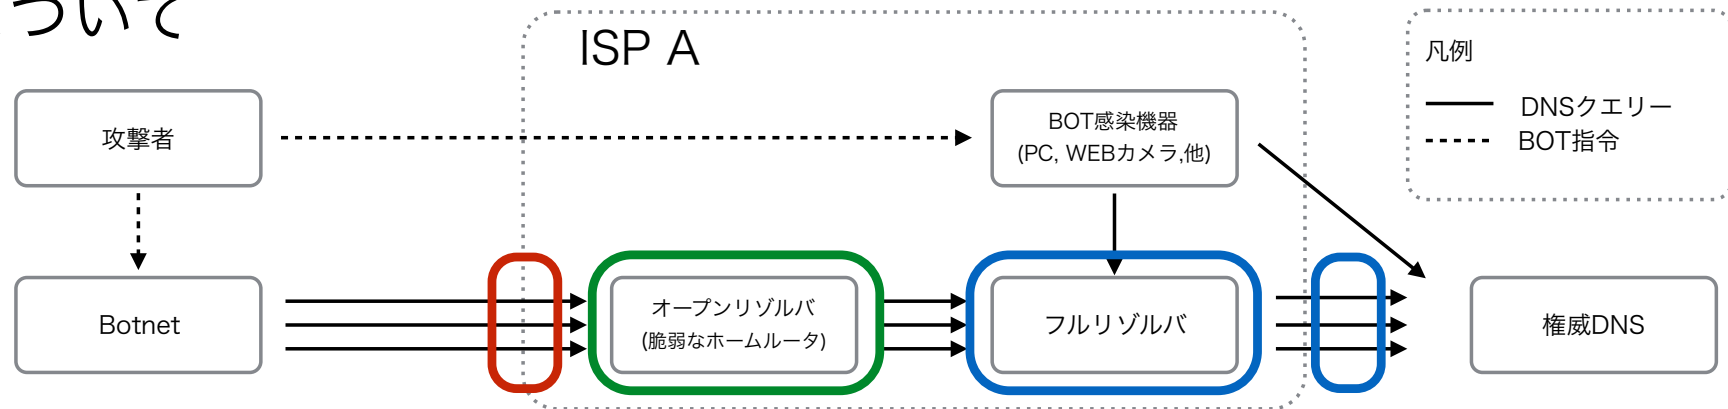 ついて
ISP A
凡例
DNSクエリー
BOT指令
攻撃者
BOT感染機器
(PC, WEBカメラ,他)
Botnet
オープンリゾルバ
(脆弱なホームルータ)
フルリゾルバ
権威DNS